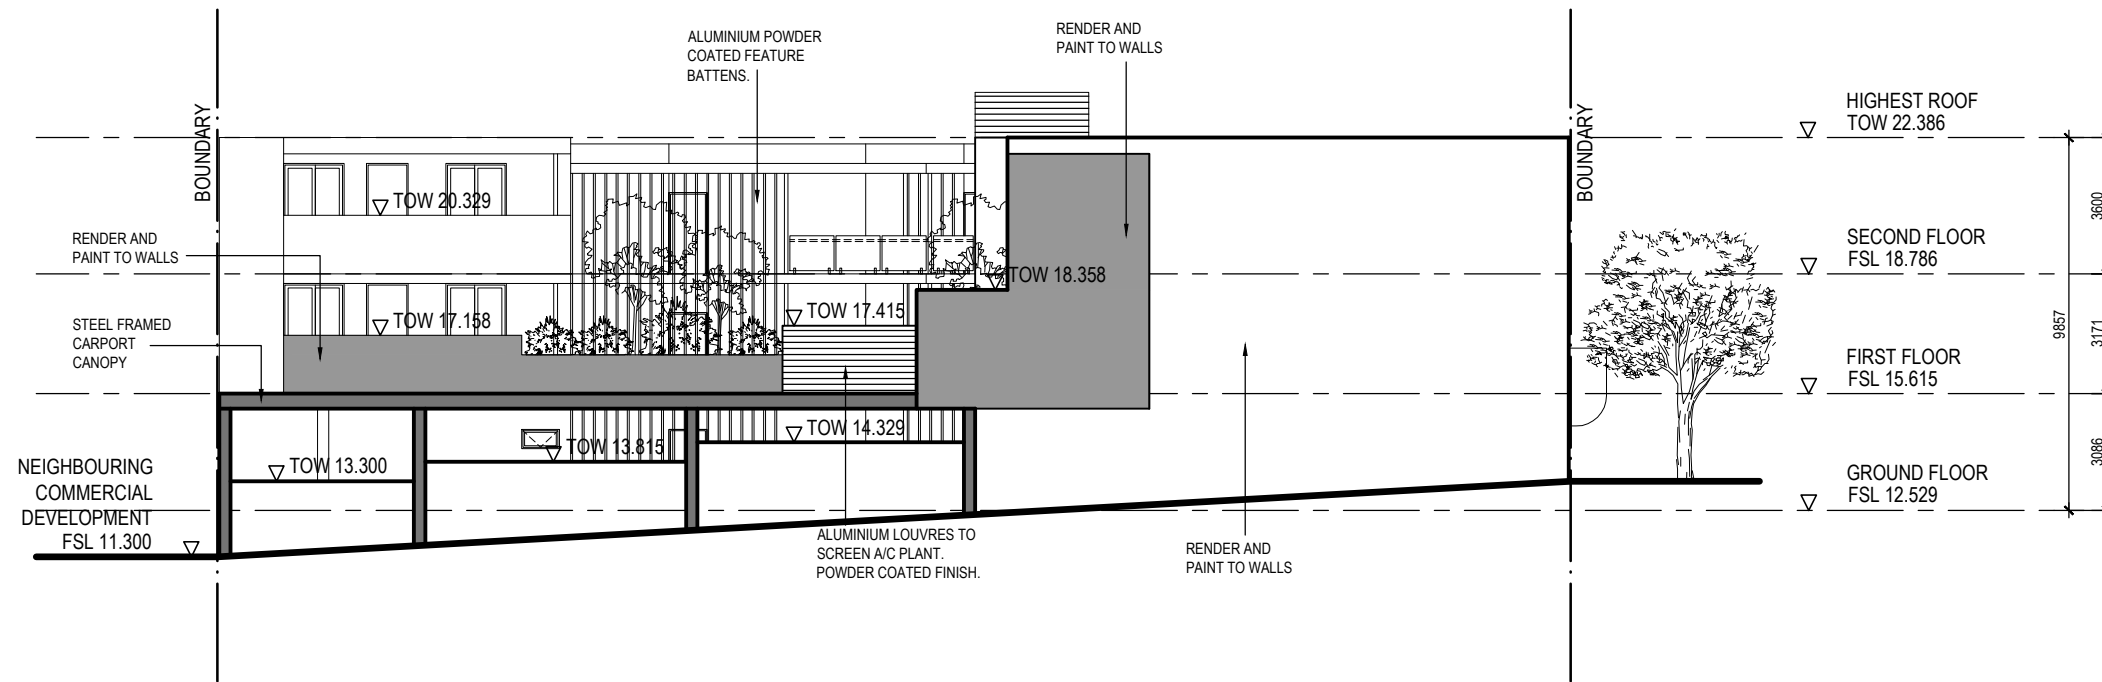 ALUMINIUM POWDER
COATED FEATURE
BATTENS.
RENDER AND
PAINT TO WALLS
BOUNDARY
BOUNDARY
HIGHEST ROOF
TOW 22.386
TOW 20.329
3600
RENDER AND
PAINT TO WALLS
SECOND FLOOR
FSL 18.786
TOW 18.358
STEEL FRAMED
CARPORT
CANOPY
TOW 17.158
TOW 17.415
9857
3171
FIRST FLOOR
FSL 15.615
TOW 14.329
TOW 13.815
TOW 13.300
3086
NEIGHBOURING
COMMERCIAL
DEVELOPMENT
FSL 11.300
GROUND FLOOR
FSL 12.529
ALUMINIUM LOUVRES TO
SCREEN A/C PLANT.
POWDER COATED FINISH.
RENDER AND
PAINT TO WALLS